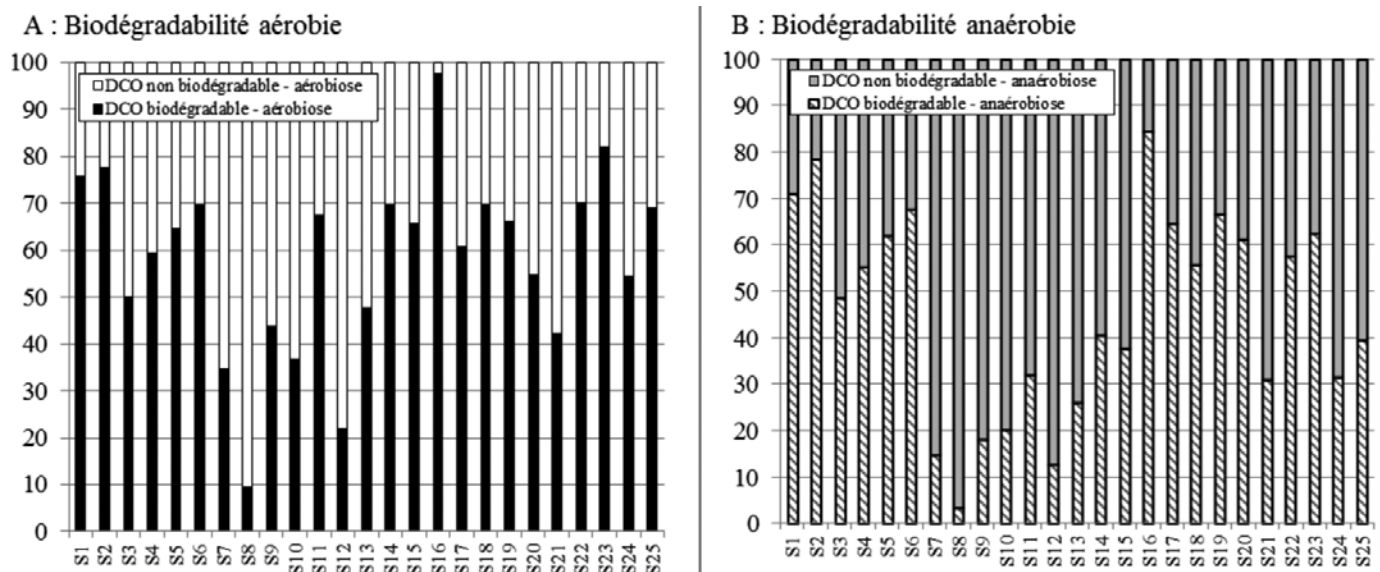 A : Biodégradabilité aérobie
100
90
80
70
60
50
40
30
20
10
0
DCO non biodégradable - aérobiose
DCO biodégradable - aérobiose
S1 S2 S3 S4 S5 S6 S7 S8 S9 S10 S11 S12 S13 S14 S15 S16 S17 S18 S19 S20 S21 S22 S23 S24 S25
B : Biodégradabilité anaérobie
100
90
80
70
60
50
40
30
20
10
0
DCO non biodégradable - anaérobiose
DCO biodégradable - anaérobiose
S1 S2 S3 S4 S5 S6 S7 S8 S9 S10 S11 S12 S13 S14 S15 S16 S17 S18 S19 S20 S21 S22 S23 S24 S25